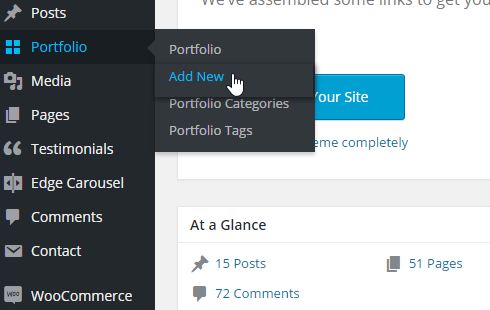 We've assembled some links to get you
Posts
Portfolio
Media
Pages
Testimonials
Edge Carousel
Comments
Contact
WOO
WooCommerce
Portfolio
Add New
Portfolio Categories
Portfolio Tags
Your Site
eme completely
At a Glance
15 Posts
51 Pages
72 Comments